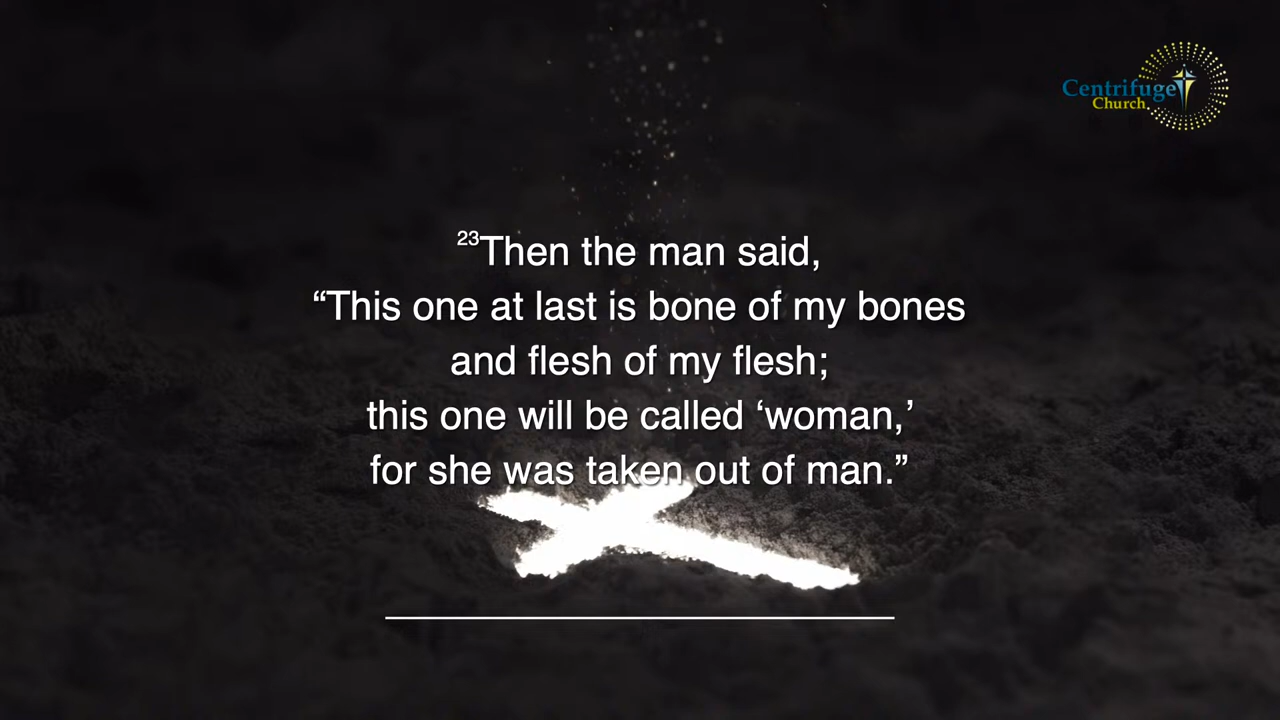 Centrifuge
Church
23Then the man said,
“This one at last is bone of my bones
and flesh of my flesh;
this one will be called ‘woman,’
for she was taken out of man.”